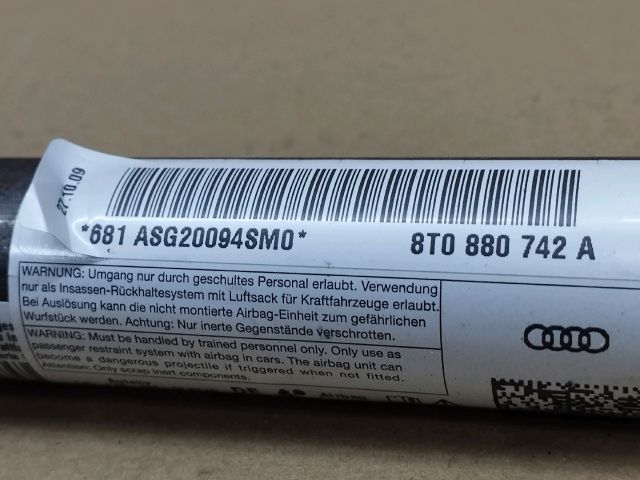 27.10.09
*681 ASG20094SM0*
8T0 880 742 A
WARNUNG: Umgang nur durch geschultes Personal erlaubt. Verwendung
nur als Insassen-Rückhaltesystem mit Luftsack für Kraftfahrzeuge erlaubt.
Bei Auslösung kann die nicht montierte Airbag-Einheit zum gefährlichen
Wurfstück werden. Achtung: Nur inerte Gegenstände verschrotten.
WARNING: Must be handled by trained personnel only. Only use as
passenger restraint system with airbag in cars. The airbag unit can
become a dangerous projectile if triggered when not fitted.
Attention: Only scrap inert components.
Airbag